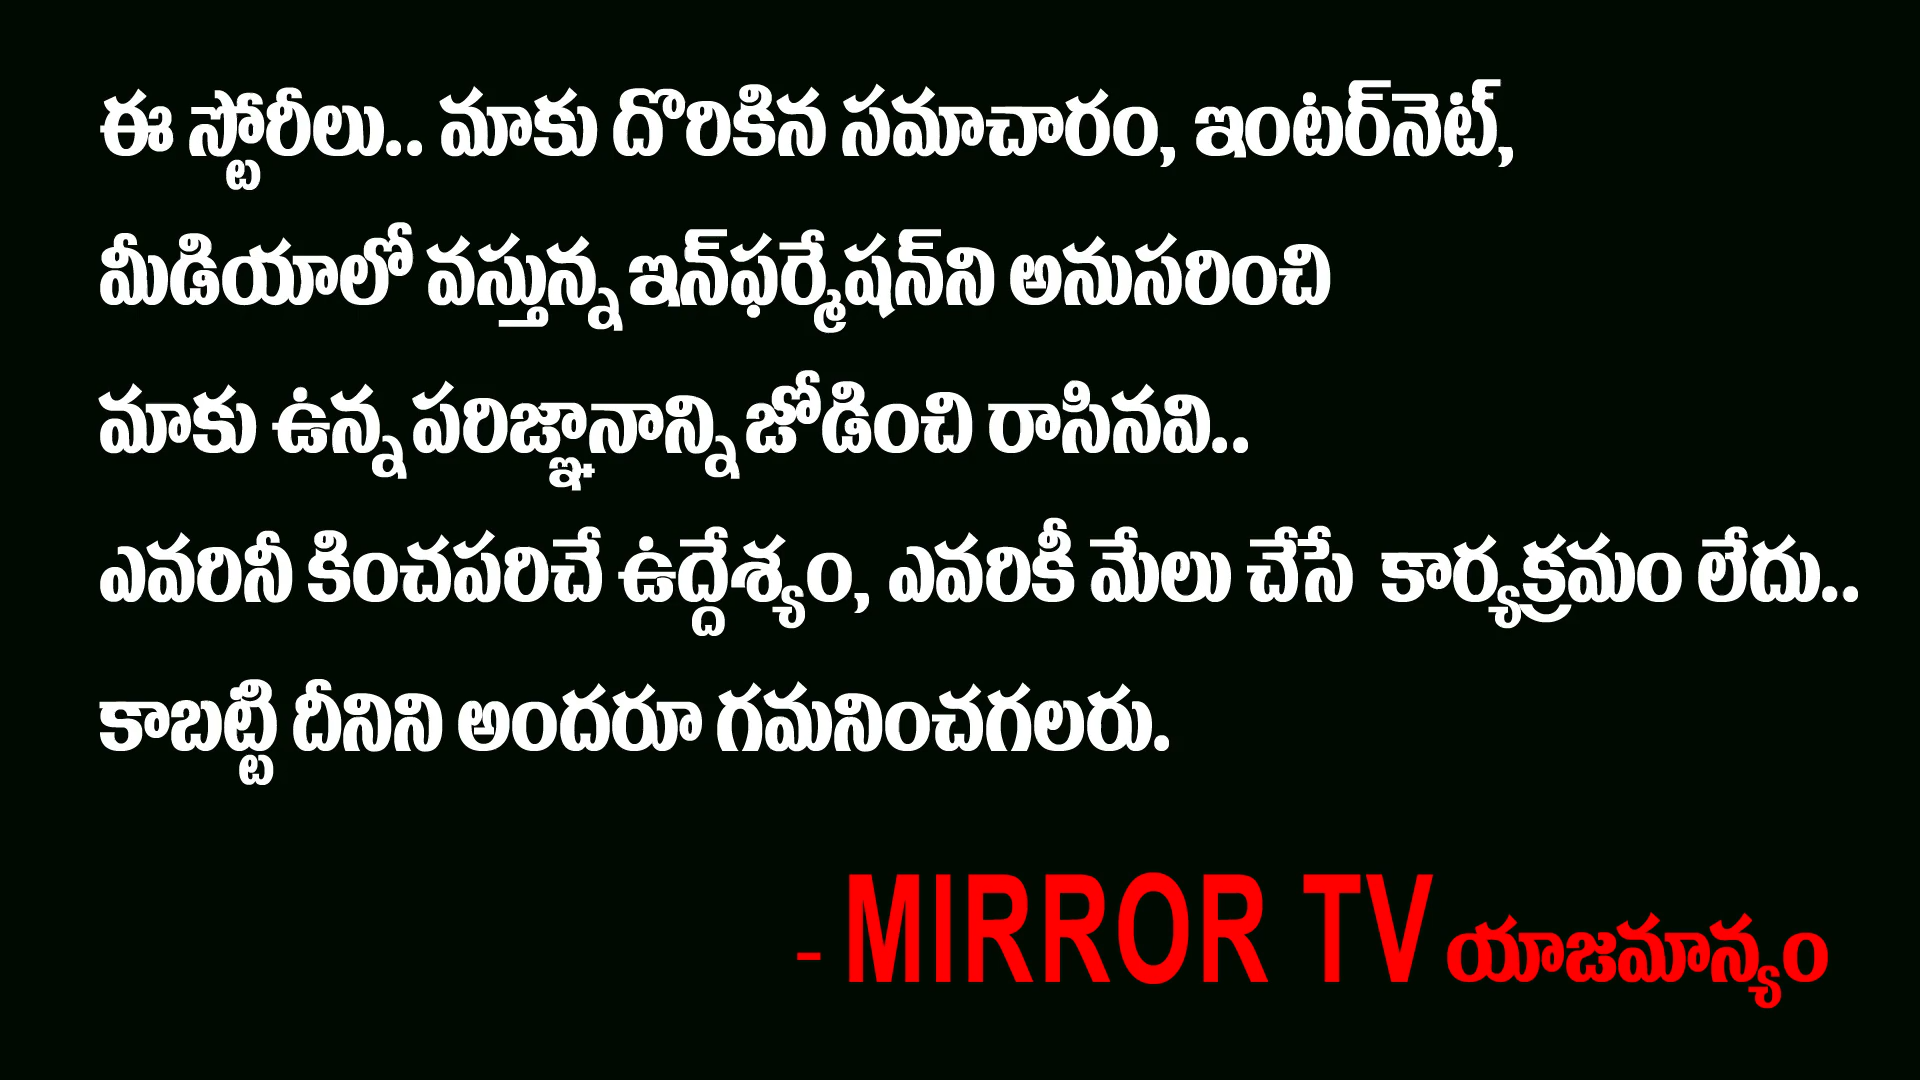 ఈ స్టోరీలు.. మాకు దొరికిన సమాచారం, ఇంటర్‌నెట్,
మీడియాలో వస్తున్న ఇన్‌ఫర్మేషన్‌ని అనుసరించి
మాకు ఉన్న పరిజ్ఞానాన్ని జోడించి రాసినవి..
ఎవరినీ కించపరిచే ఉద్దేశ్యం, ఎవరికీ మేలు చేసే కార్యక్రమం లేదు..
కాబట్టి దీనిని అందరూ గమనించగలరు.
- MIRROR TV యాజమాన్యం